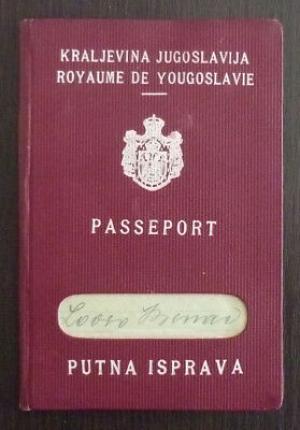 KRALJEVINA JUGOSLAVIJA
ROYAUME DE YOUGOSLAVIE
PASSEPORT
PUTNA ISPRAVA